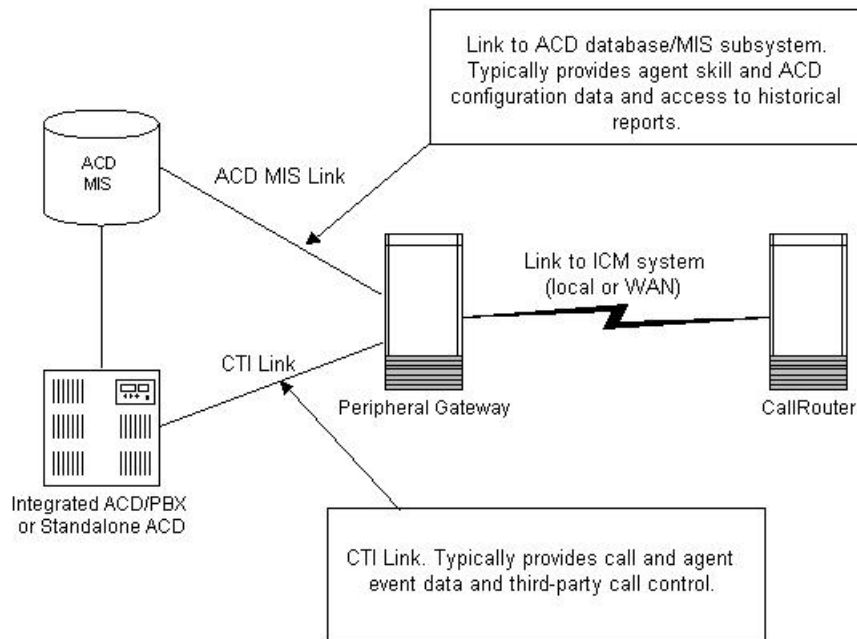 Link to ACD database/MIS subsystem.
Typically provides agent skill and ACD
configuration data and access to historical
reports.
ACD
MIS
ACD MIS Link
Link to ICM system
(local or WAN)
CTI Link
Peripheral Gateway
CallRouter
Integrated ACD/PBX
or Standalone ACD
CTI Link. Typically provides call and agent
event data and third-party call control.